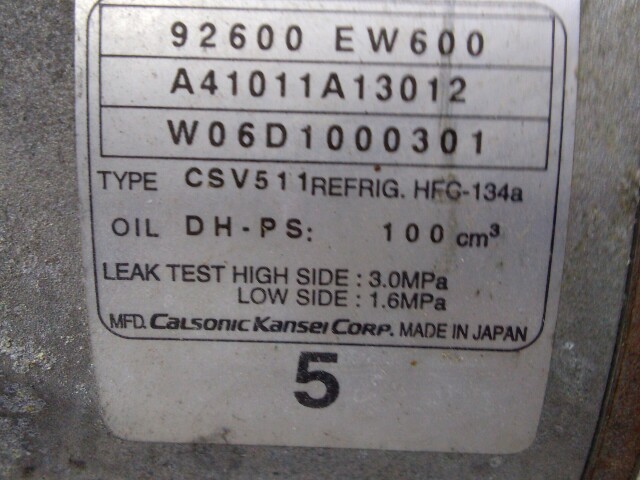 92600 EW600
A41011A13012
W06D1000301
TYPE CSV511 REFRIG. HFC-134a
OIL DH-PS: 100 cm³
LEAK TEST HIGH SIDE : 3.0MPa
LOW SIDE : 1.6MPa
MFD. CALSONIC KANSEI CORP. MADE IN JAPAN
5